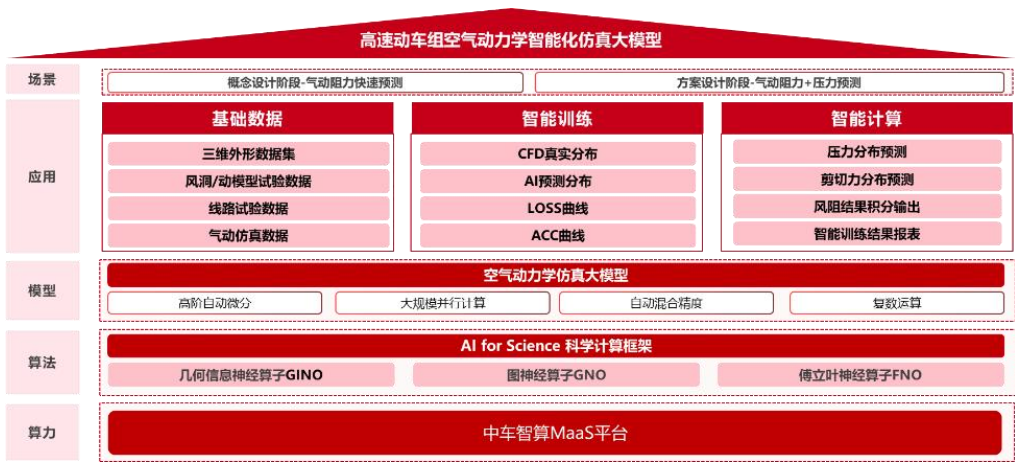 高速动车组空气动力学智能化仿真大模型
场景
概念设计阶段-气动阻力快速预测
方案设计阶段-气动阻力+压力预测
应用
基础数据
三维外形数据集
风洞/动模型试验数据
线路试验数据
气动仿真数据
智能训练
CFD真实分布
AI预测分布
LOSS曲线
ACC曲线
智能计算
压力分布预测
剪切力分布预测
风阻结果积分输出
智能训练结果报表
模型
空气动力学仿真大模型
高阶自动微分
大规模并行计算
自动混合精度
复数运算
算法
AI for Science 科学计算框架
几何信息神经算子GINO
图神经算子GNO
傅立叶神经算子FNO
算力
中车智算MaaS平台